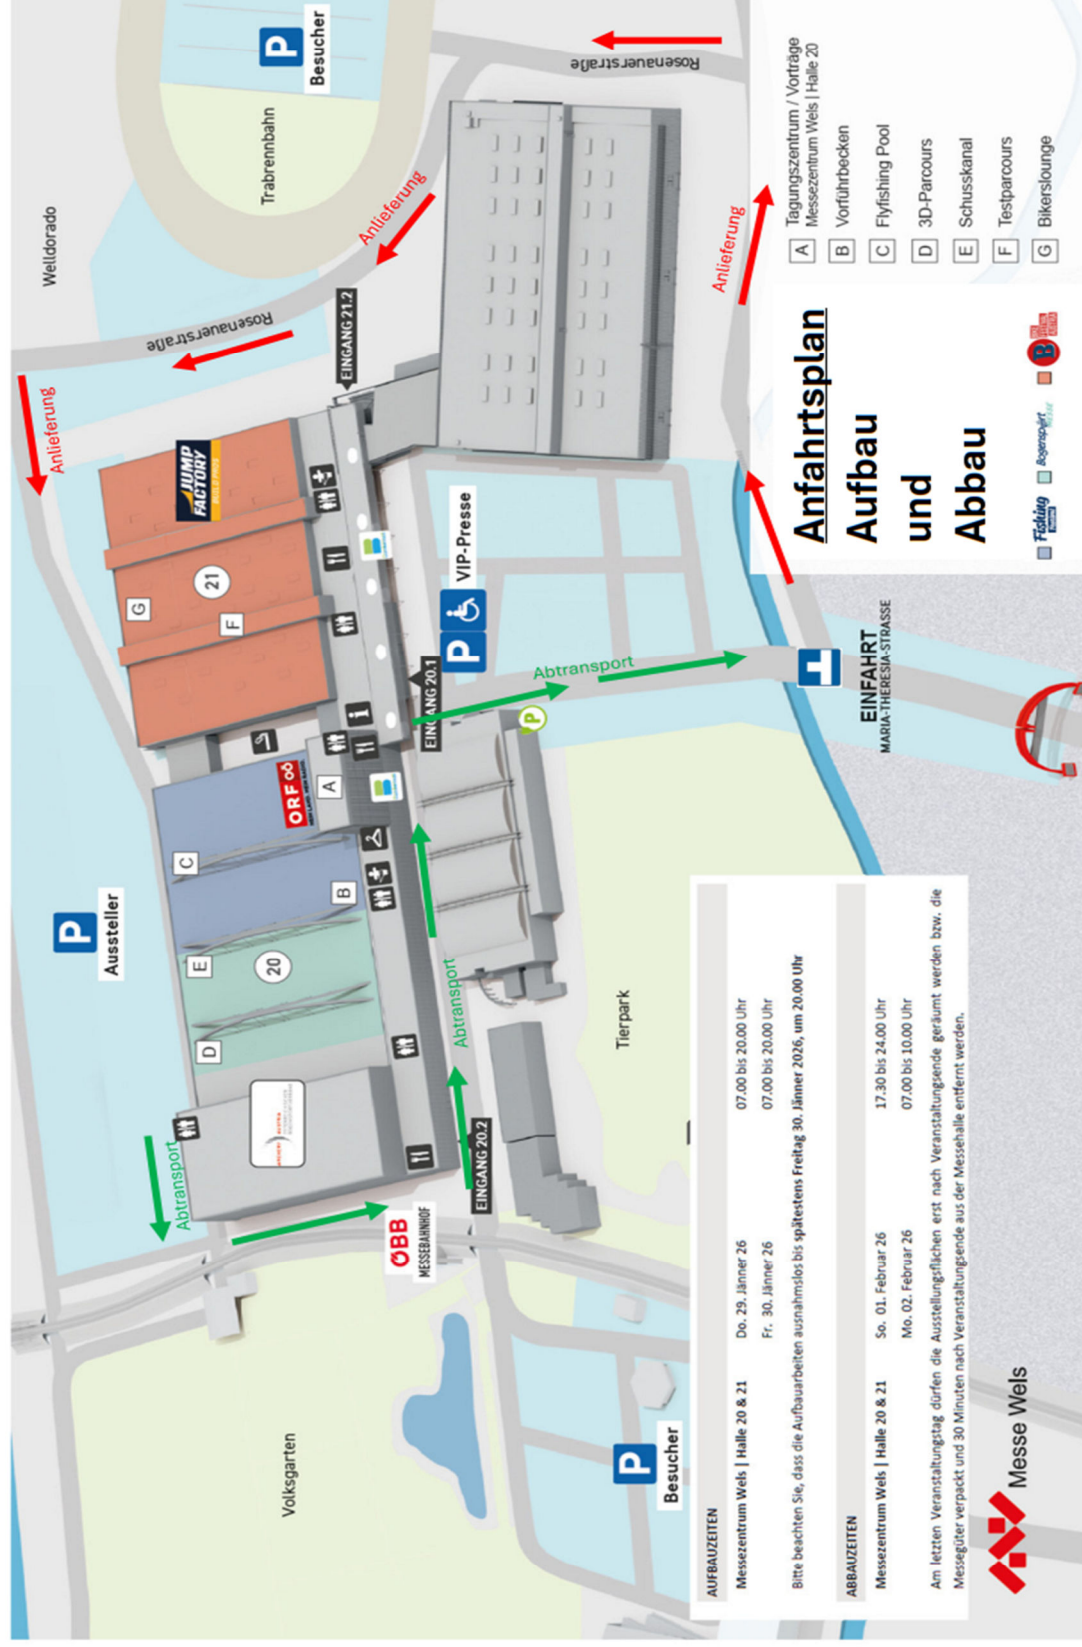 Welldorado
Trabrennbahn
P
Besucher
Rosenauerstraße
Anlieferung
Rosenauerstraße
Anlieferung
EINGANG 21.2
JUMP
FACTORY
BUILD PROS
21
G
F
P
VIP-Presse
EINGANG 20.1
Abtransport
P
Anlieferung
EINFAHRT
MARIA-THERESIA-STRASSE
P
Aussteller
ORF OÖ
A
B
C
D
E
20
Abtransport
Abtransport
EINGANG 20.2
ÖBB
MESSEBAHNHOF
Tierpark
Volksgarten
P
Besucher
A Tagungszentrum / Vorträge
Messezentrum Wels | Halle 20
B Vorführbecken
C Flyfishing Pool
D 3D-Parcours
E Schusskanal
F Testparcours
G Bikerslounge
Anfahrtsplan
Aufbau
und
Abbau
Fishing
Bogensport
MESSE
B
AUFBAUZEITEN
Messezentrum Wels | Halle 20 & 21 Do. 29. Jänner 26 07.00 bis 20.00 Uhr
Fr. 30. Jänner 26 07.00 bis 20.00 Uhr
Bitte beachten Sie, dass die Aufbauarbeiten ausnahmslos bis spätestens Freitag 30. Jänner 2026, um 20.00 Uhr
ABBAUZEITEN
Messezentrum Wels | Halle 20 & 21 So. 01. Februar 26 17.30 bis 24.00 Uhr
Mo. 02. Februar 26 07.00 bis 10.00 Uhr
Am letzten Veranstaltungstag dürfen die Ausstellungsflächen erst nach Veranstaltungsende geräumt werden bzw. die
Messegüter verpackt und 30 Minuten nach Veranstaltungsende aus der Messehalle entfernt werden.
Messe Wels